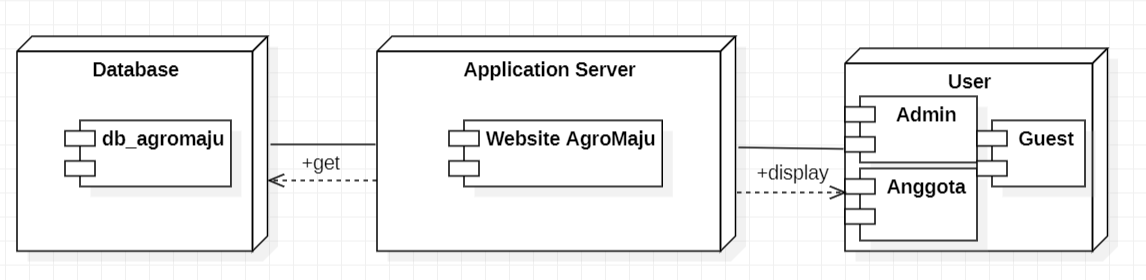 Database
db_agromaju
+get
Application Server
Website AgroMaju
+display
User
Admin
Guest
Anggota